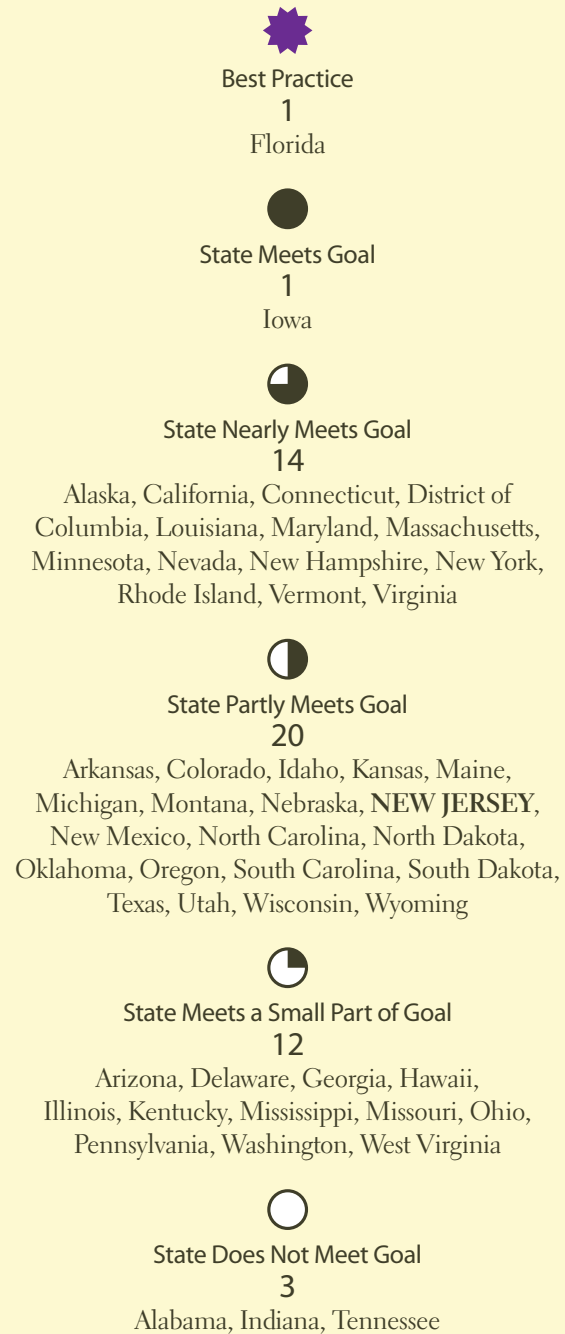 Best Practice
1
Florida
State Meets Goal
1
Iowa
State Nearly Meets Goal
14
Alaska, California, Connecticut, District of
Columbia, Louisiana, Maryland, Massachusetts,
Minnesota, Nevada, New Hampshire, New York,
Rhode Island, Vermont, Virginia
State Partly Meets Goal
20
Arkansas, Colorado, Idaho, Kansas, Maine,
Michigan, Montana, Nebraska, NEW JERSEY,
New Mexico, North Carolina, North Dakota,
Oklahoma, Oregon, South Carolina, South Dakota,
Texas, Utah, Wisconsin, Wyoming
State Meets a Small Part of Goal
12
Arizona, Delaware, Georgia, Hawaii,
Illinois, Kentucky, Mississippi, Missouri, Ohio,
Pennsylvania, Washington, West Virginia
State Does Not Meet Goal
3
Alabama, Indiana, Tennessee